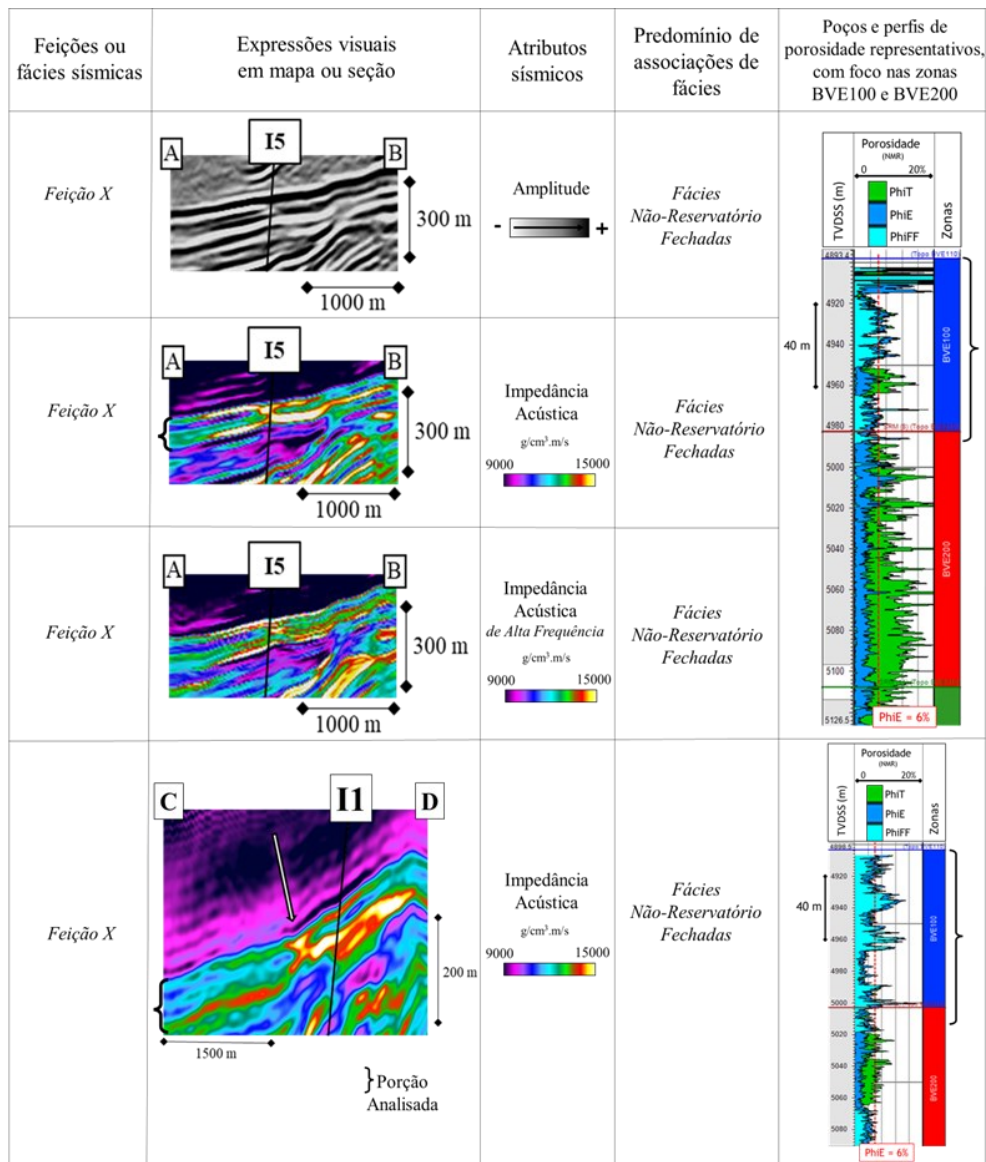 Feições ou
fácies sísmicas
Expressões visuais
em mapa ou seção
Atributos
sísmicos
Predomínio de
associações de
fácies
Poços e perfis de
porosidade representativos,
com foco nas zonas
BVE100 e BVE200
Feição X
A
I5
B
300 m
1000 m
Amplitude
- +
Fácies
Não-Reservatório
Fechadas
Porosidade
(NMR)
0 20%
PhiT
PhiE
PhiFF
TVDSS (m)
Zonas
4893.4
4920
4940
4960
4980
5000
5020
5040
5060
5080
5100
5126.5
40 m
BVE100
BVE200
PhiE = 6%
Feição X
A
I5
B
300 m
1000 m
Impedância
Acústica
g/cm³.m/s
9000 15000
Fácies
Não-Reservatório
Fechadas
Feição X
A
I5
B
300 m
1000 m
Impedância
Acústica
de Alta Frequência
g/cm³.m/s
9000 15000
Fácies
Não-Reservatório
Fechadas
Feição X
C
I1
D
200 m
1500 m
} Porção
Analisada
Impedância
Acústica
g/cm³.m/s
9000 15000
Fácies
Não-Reservatório
Fechadas
Porosidade
(NMR)
0 20%
PhiT
PhiE
PhiFF
TVDSS (m)
Zonas
4920
4940
4960
4980
5000
5020
5040
5060
5080
40 m
BVE100
BVE200
PhiE = 6%